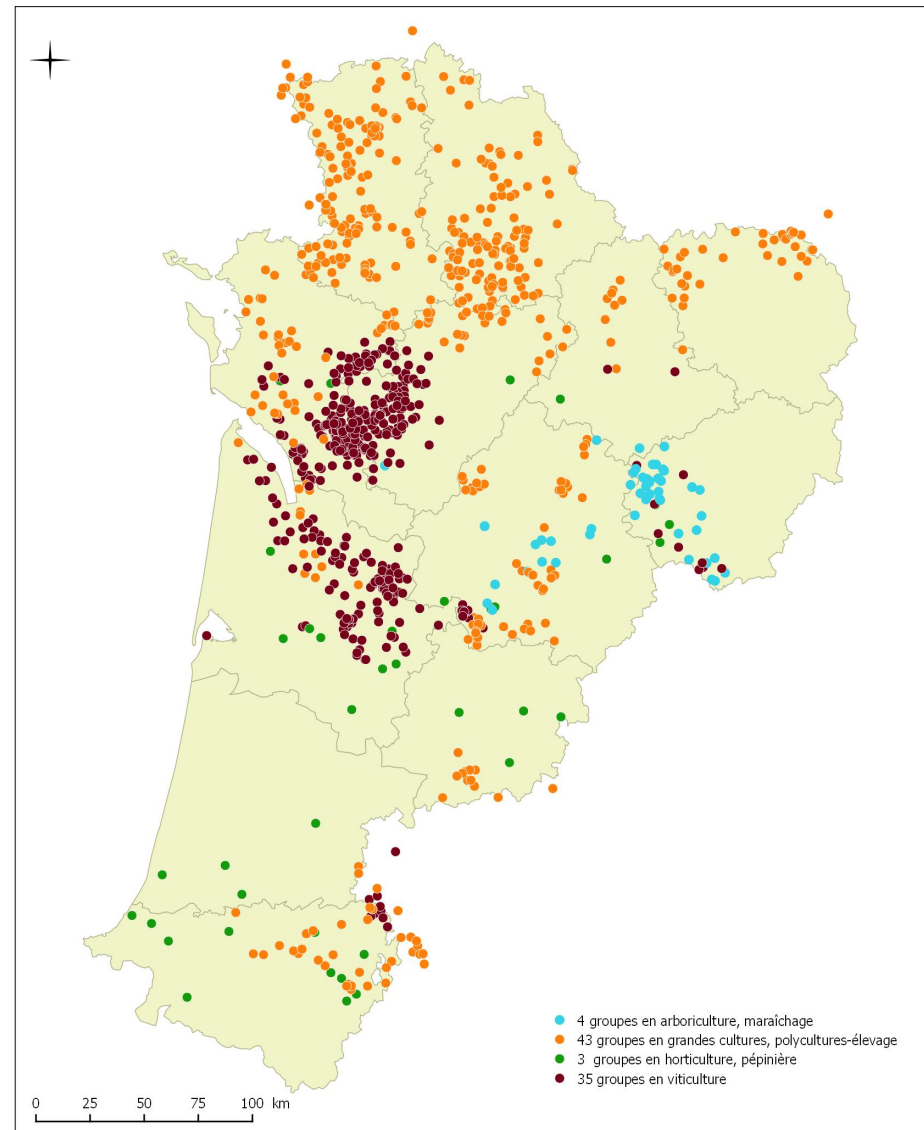 4 groupes en arboriculture, maraîchage
43 groupes en grandes cultures, polycultures-élevage
3 groupes en horticulture, pépinière
35 groupes en viticulture
0 25 50 75 100 km